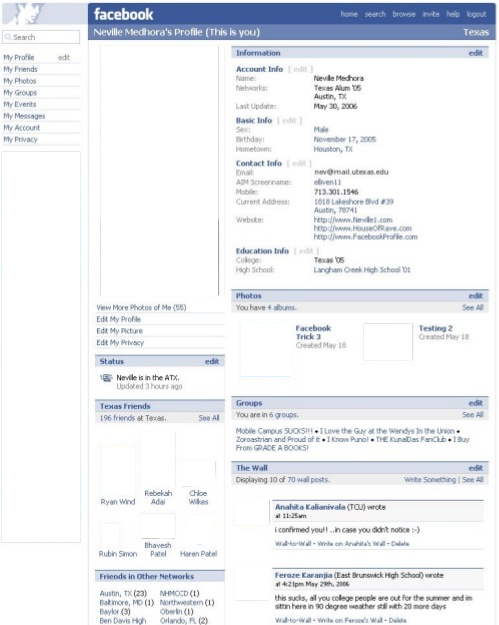 facebook
home search browse invite help logout
Neville Medhora's Profile (This is you) Texas
Search
My Profile edit
My Friends
My Photos
My Groups
My Events
My Messages
My Account
My Privacy
View More Photos of Me (55)
Edit My Profile
Edit My Picture
Edit My Privacy
Status edit
Neville is in the ATX.
Updated 3 hours ago
Texas Friends
196 friends at Texas. See All
Ryan Wind
Rebekah Adai
Chloe Wilkes
Rubin Simon
Bhavesh Patel
Haren Patel
Friends in Other Networks
Austin, TX (23) NHMCCD (1)
Baltimore, MD (1) Northwestern (1)
Baylor (3) Oberlin (1)
Ben Davis High Orlando, FL (2)
Information edit
Account Info [ edit ]
Name: Neville Medhora
Networks: Texas Alum '05
Austin, TX
Last Update: May 30, 2006
Basic Info [ edit ]
Sex: Male
Birthday: November 17, 2005
Hometown: Houston, TX
Contact Info [ edit ]
Email: nev@mail.utexas.edu
AIM Screenname: elliven11
Mobile: 713.301.1546
Current Address: 1818 Lakeshore Blvd #39
Austin, 78741
Website: http://www.Neville1.com
http://www.HouseOfRave.com
http://www.FacebookProfile.com
Education Info [ edit ]
College: Texas '05
High School: Langham Creek High School '01
Photos edit
You have 4 albums. See All
Facebook Trick 3
Created May 18
Testing 2
Created May 18
Groups edit
You are in 6 groups. See All
Mobile Campus SUCKS!!! • I Love the Guy at the Wendys In the Union •
Zoroastrian and Proud of it • I Know Puno! • THE KunalDas FanClub • I Buy
From GRADE A BOOKS!
The Wall edit
Displaying 10 of 70 wall posts. Write Something | See All
Anahita Kalianivala (TCU) wrote
at 11:25am
i confirmed you!! ..in case you didn't notice :-)
Wall-to-Wall - Write on Anahita's Wall - Delete
Feroze Karanjia (East Brunswick High School) wrote
at 4:21pm May 29th, 2006
this sucks, all you college people are out for the summer and im
sittin here in 90 degree weather still with 20 more days
Wall-to-Wall - Write on Feroze's Wall - Delete